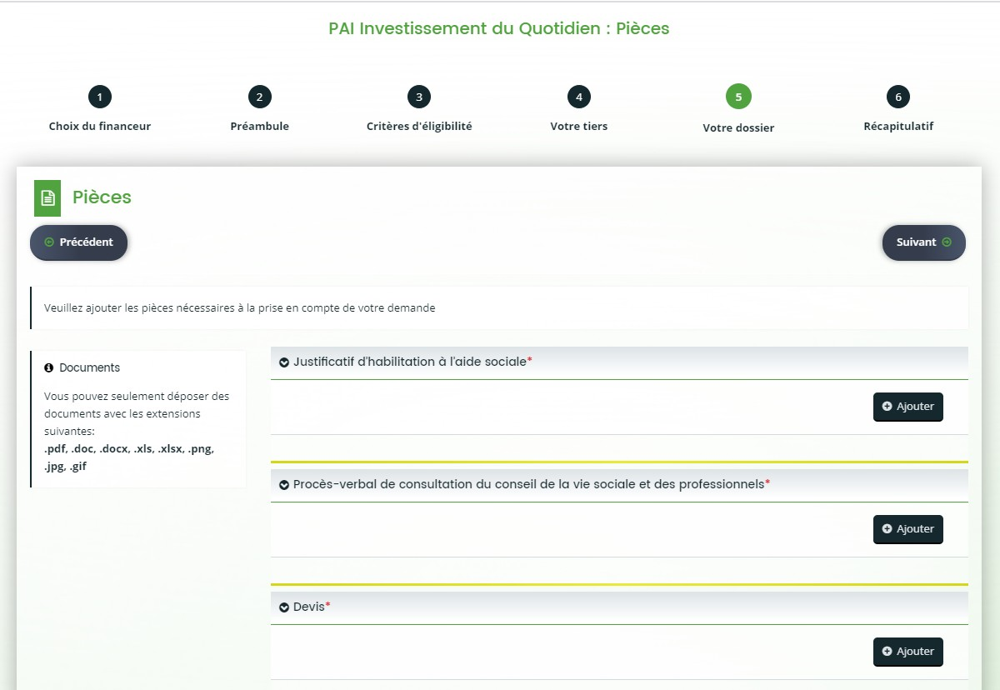 PAI Investissement du Quotidien : Pièces
1
2
3
4
5
6
Choix du financeur
Préambule
Critères d'éligibilité
Votre tiers
Votre dossier
Récapitulatif
Pièces
Précédent
Suivant
Veuillez ajouter les pièces nécessaires à la prise en compte de votre demande
Documents
Vous pouvez seulement déposer des
documents avec les extensions
suivantes:
.pdf, .doc, .docx, .xls, .xlsx, .png,
.jpg, .gif
Justificatif d'habilitation à l'aide sociale*
Ajouter
Procès-verbal de consultation du conseil de la vie sociale et des professionnels*
Ajouter
Devis*
Ajouter